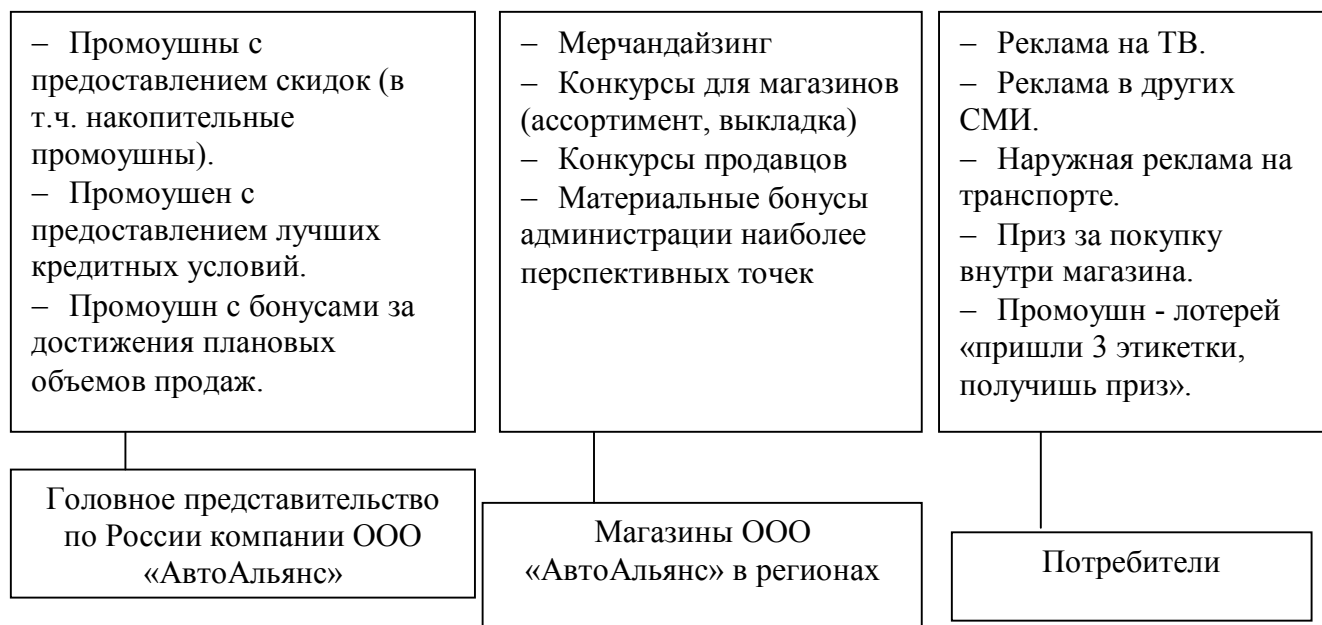 – Промоушны с
предоставлением скидок (в
т.ч. накопительные
промоушны).
– Промоушен с
предоставлением лучших
кредитных условий.
– Промоушн с бонусами за
достижения плановых
объемов продаж.
– Мерчандайзинг
– Конкурсы для магазинов
(ассортимент, выкладка)
– Конкурсы продавцов
– Материальные бонусы
администрации наиболее
перспективных точек
– Реклама на ТВ.
– Реклама в других
СМИ.
– Наружная реклама на
транспорте.
– Приз за покупку
внутри магазина.
– Промоушн - лотерей
«пришли 3 этикетки,
получишь приз».
Головное представительство
по России компании ООО
«АвтоАльянс»
Магазины ООО
«АвтоАльянс» в регионах
Потребители